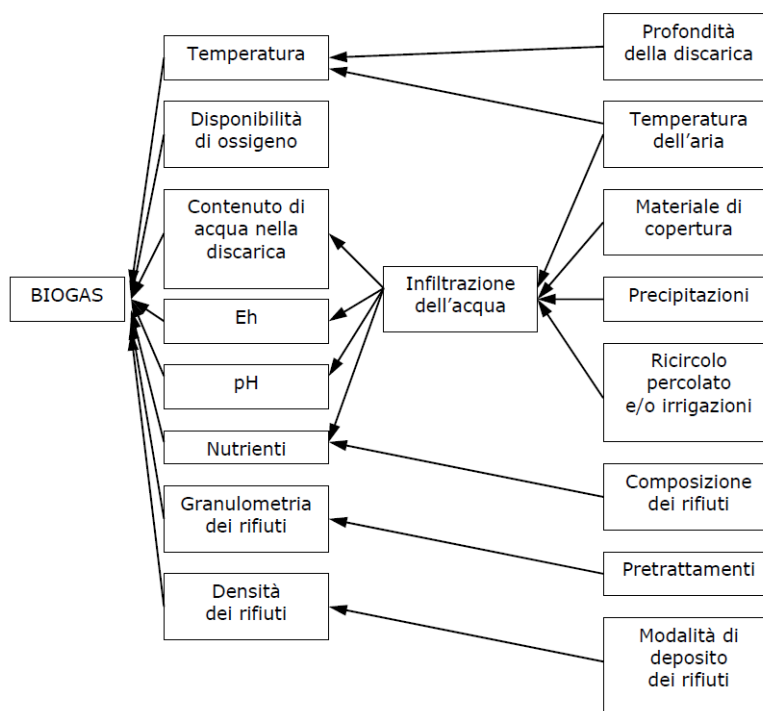 BIOGAS
Temperatura
Disponibilità
di ossigeno
Contenuto di
acqua nella
discarica
Eh
pH
Nutrienti
Granulometria
dei rifiuti
Densità
dei rifiuti
Infiltrazione
dell'acqua
Profondità
della discarica
Temperatura
dell'aria
Materiale di
copertura
Precipitazioni
Ricircolo
percolato
e/o irrigazioni
Composizione
dei rifiuti
Pretrattamenti
Modalità di
deposito
dei rifiuti